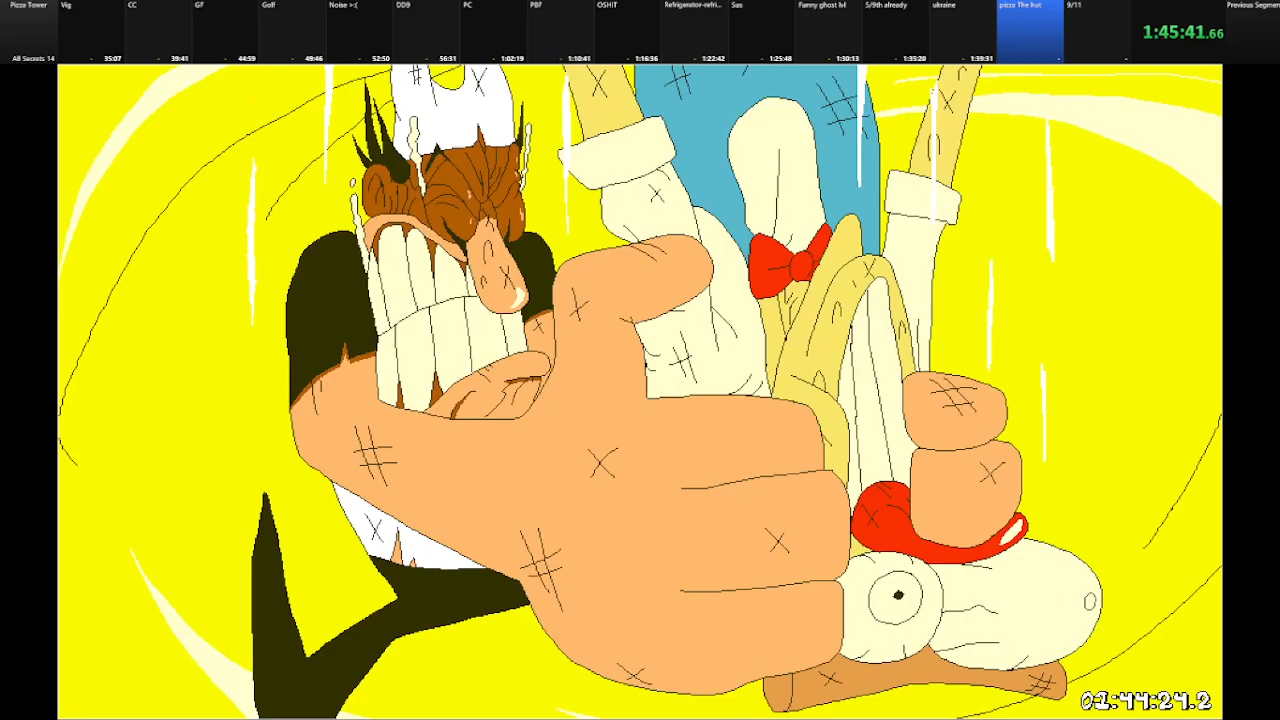 Pizza Tower Vig CC GF Golf Noise >:( DD9 PC PBF OSHIT Refrigerator-refri... Sus Funny ghost lvl 5/9th already ukraine pizza The hut 9/11 Previous Segmen
1:45:41.66
All Secrets 14 - 35:07 - 39:41 - 44:59 - 49:46 - 52:50 - 56:31 - 1:02:19 - 1:10:41 - 1:16:36 - 1:22:42 - 1:25:48 - 1:30:13 - 1:35:20 - 1:39:31 - -
01:44:24.2